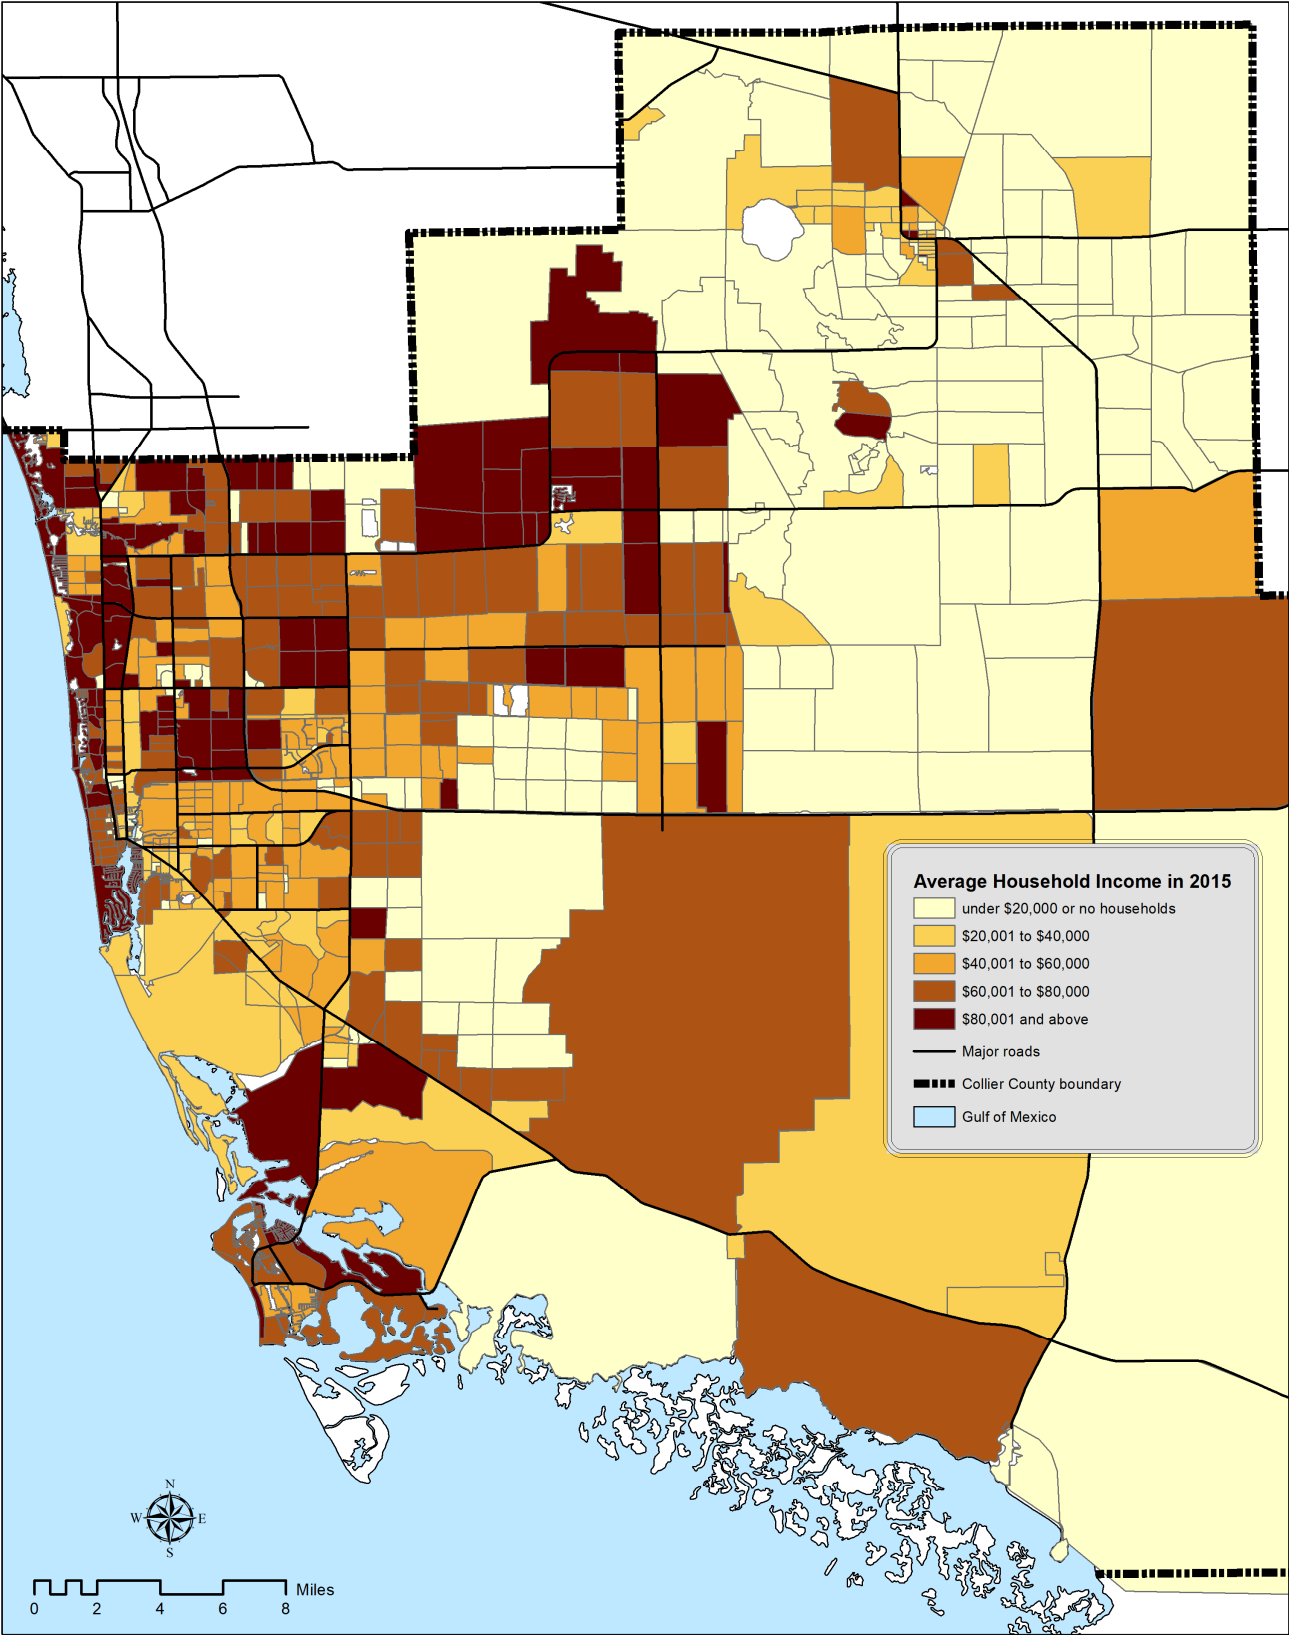 Average Household Income in 2015
under $20,000 or no households
$20,001 to $40,000
$40,001 to $60,000
$60,001 to $80,000
$80,001 and above
Major roads
Collier County boundary
Gulf of Mexico
N
W E
S
Miles
0 2 4 6 8